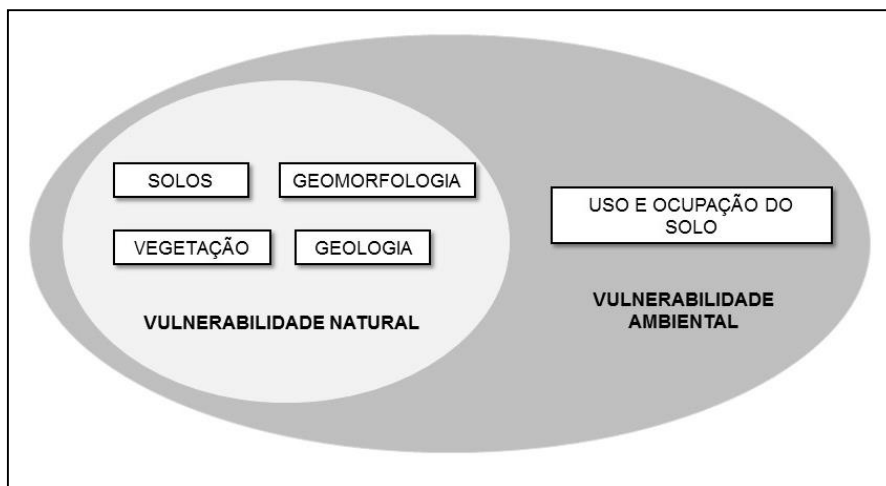 SOLOS
GEOMORFOLOGIA
VEGETAÇÃO
GEOLOGIA
VULNERABILIDADE NATURAL
USO E OCUPAÇÃO DO
SOLO
VULNERABILIDADE
AMBIENTAL